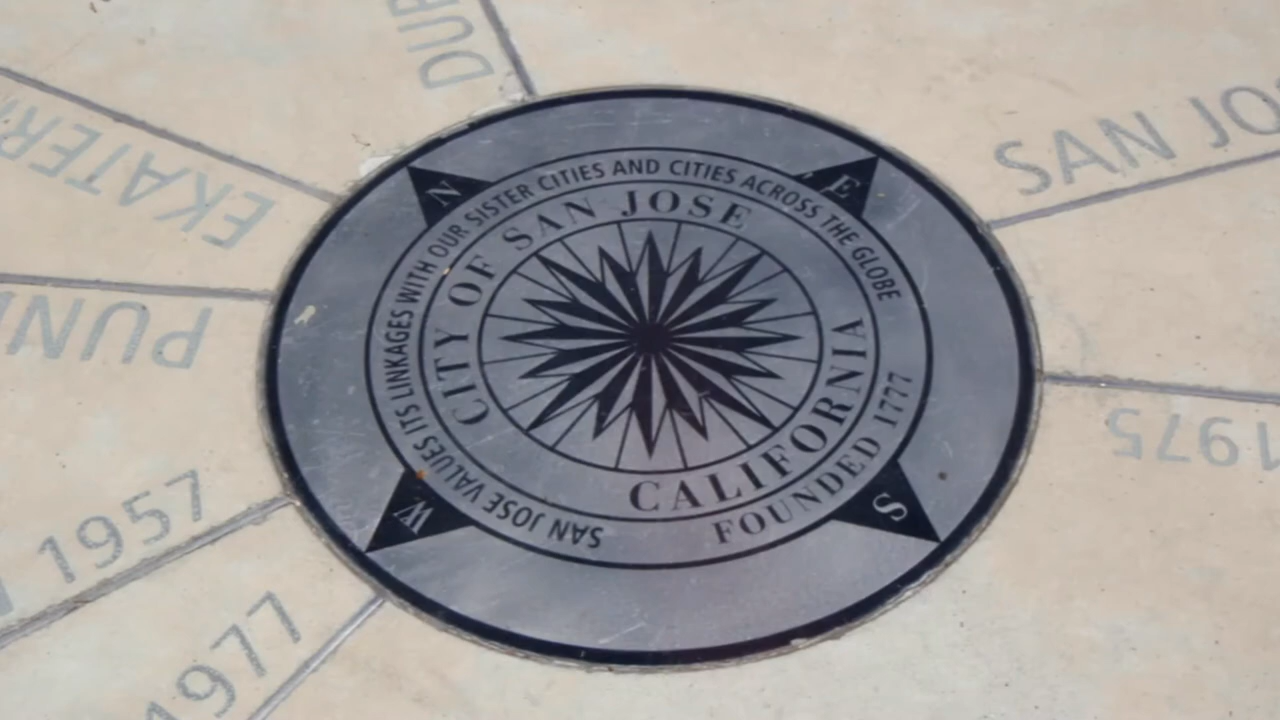 SAN JOSE VALUES ITS LINKAGES WITH OUR SISTER CITIES AND CITIES ACROSS THE GLOBE
CITY OF SAN JOSE
CALIFORNIA
FOUNDED 1777
N
E
S
W
SAN JO
1975
1977
1957
PUN
EKATER
DU